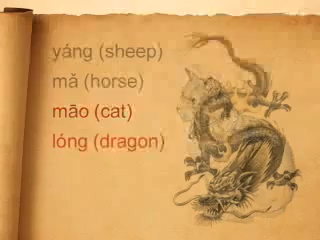 yáng (sheep)
mǎ (horse)
māo (cat)
lóng (dragon)